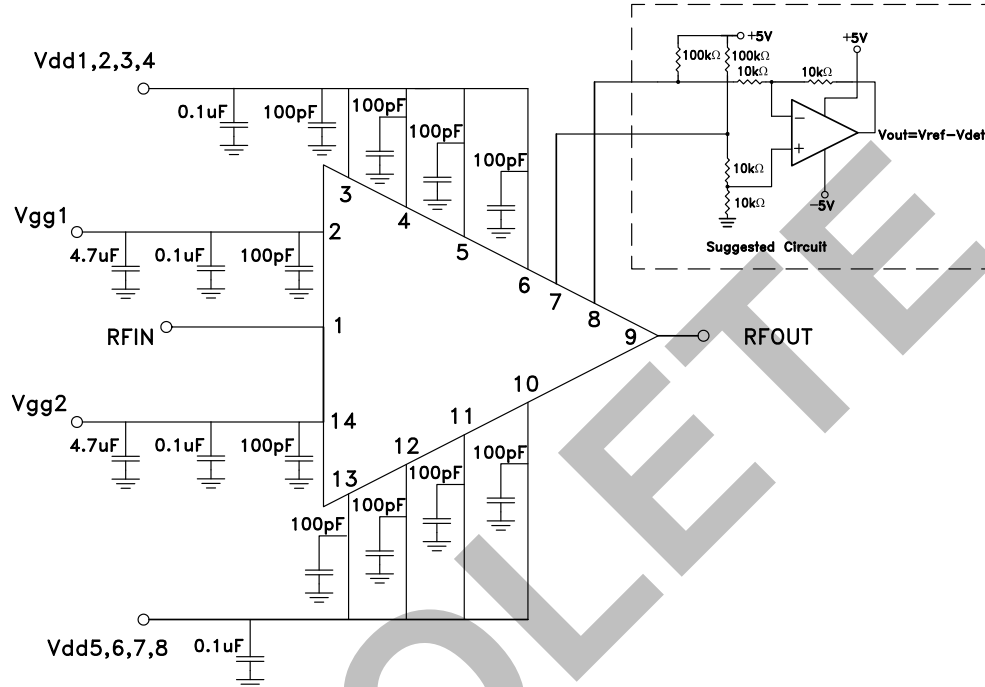 +5V
+5V
100kΩ
100kΩ
10kΩ
10kΩ
Vdd1,2,3,4
0.1uF
100pF
100pF
100pF
100pF
−
+
Vout=Vref−Vdet
10kΩ
10kΩ
−5V
Suggested Circuit
3
4
5
6
7
8
9
Vgg1
2
4.7uF
0.1uF
100pF
RFIN
1
RFOUT
Vgg2
14
4.7uF
0.1uF
100pF
10
11
12
13
100pF
100pF
100pF
100pF
Vdd5,6,7,8
0.1uF
OLETE